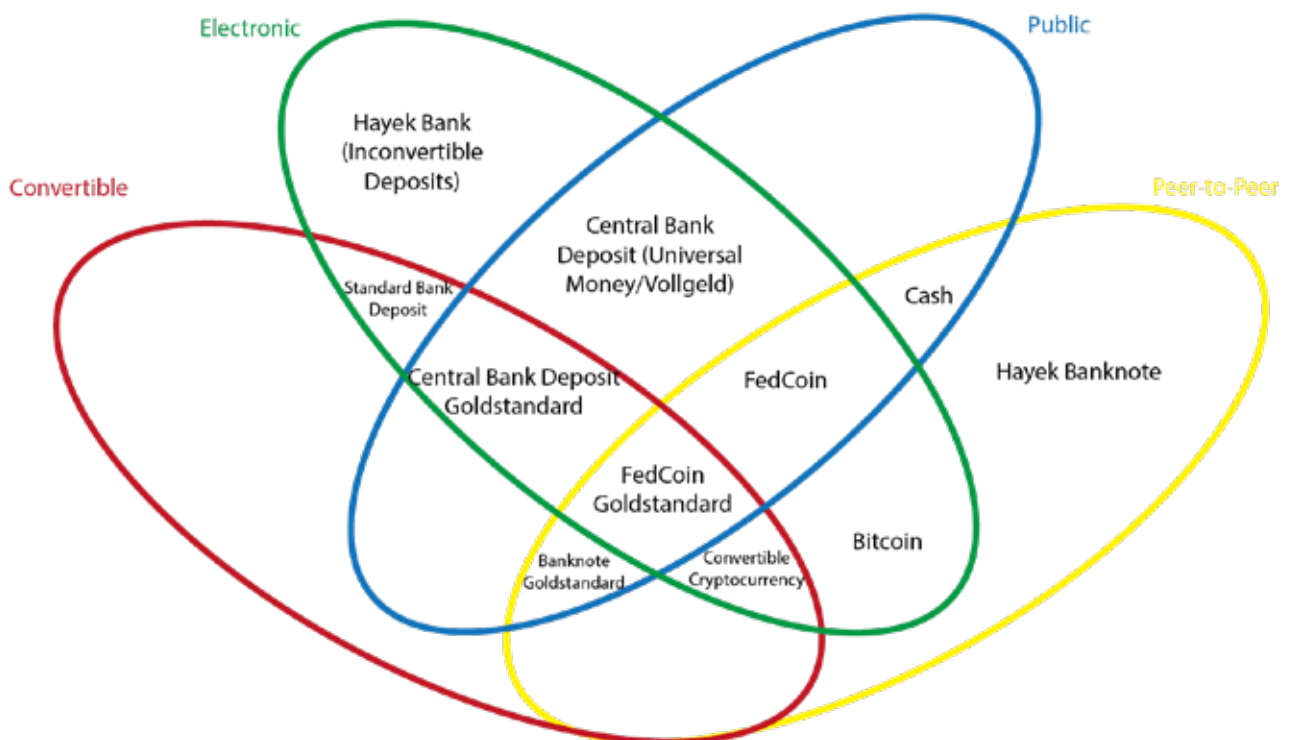 Electronic
Public
Hayek Bank
(Inconvertible
Deposits)
Convertible
Peer-to-Peer
Central Bank
Deposit (Universal
Money/Vollgeld)
Standard Bank
Deposit
Cash
Central Bank Deposit
Goldstandard
FedCoin
Hayek Banknote
FedCoin
Goldstandard
Bitcoin
Banknote
Goldstandard
Convertible
Cryptocurrency